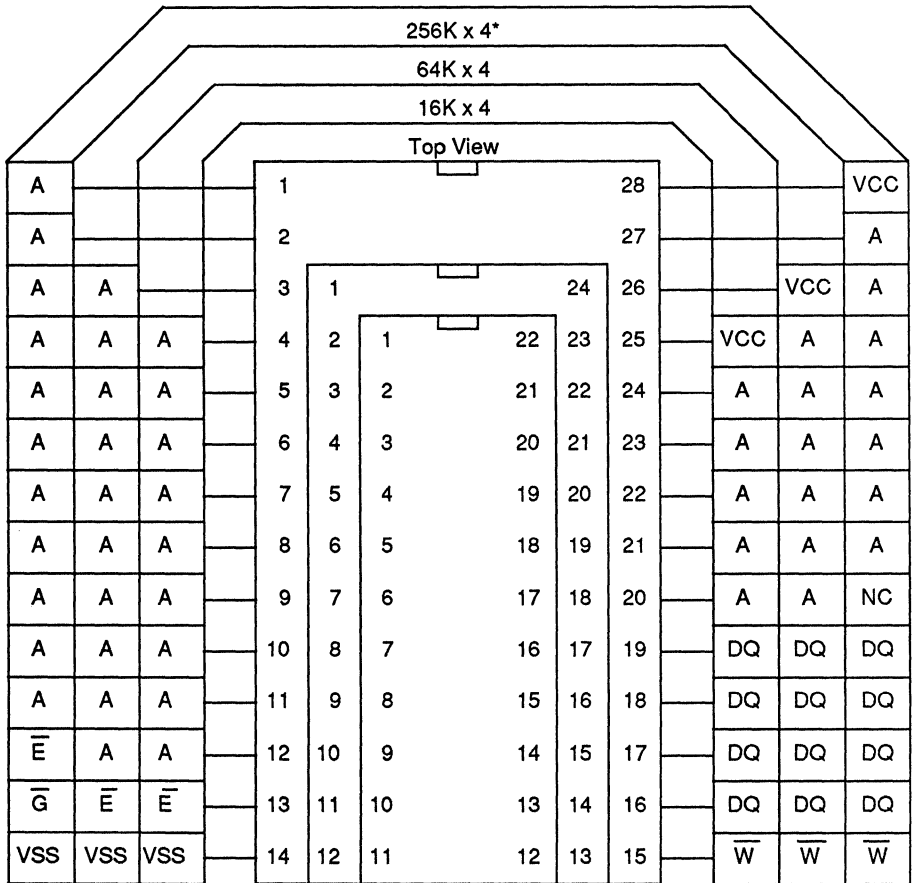 256K x 4*
64K x 4
16K x 4
Top View
A 1 28 VCC
A 2 27 A
A A 3 1 24 26 VCC A
A A A 4 2 1 22 23 25 VCC A A
A A A 5 3 2 21 22 24 A A A
A A A 6 4 3 20 21 23 A A A
A A A 7 5 4 19 20 22 A A A
A A A 8 6 5 18 19 21 A A A
A A A 9 7 6 17 18 20 A A NC
A A A 10 8 7 16 17 19 DQ DQ DQ
A A A 11 9 8 15 16 18 DQ DQ DQ
E̅ A A 12 10 9 14 15 17 DQ DQ DQ
G̅ E̅ E̅ 13 11 10 13 14 16 DQ DQ DQ
VSS VSS VSS 14 12 11 12 13 15 W̅ W̅ W̅